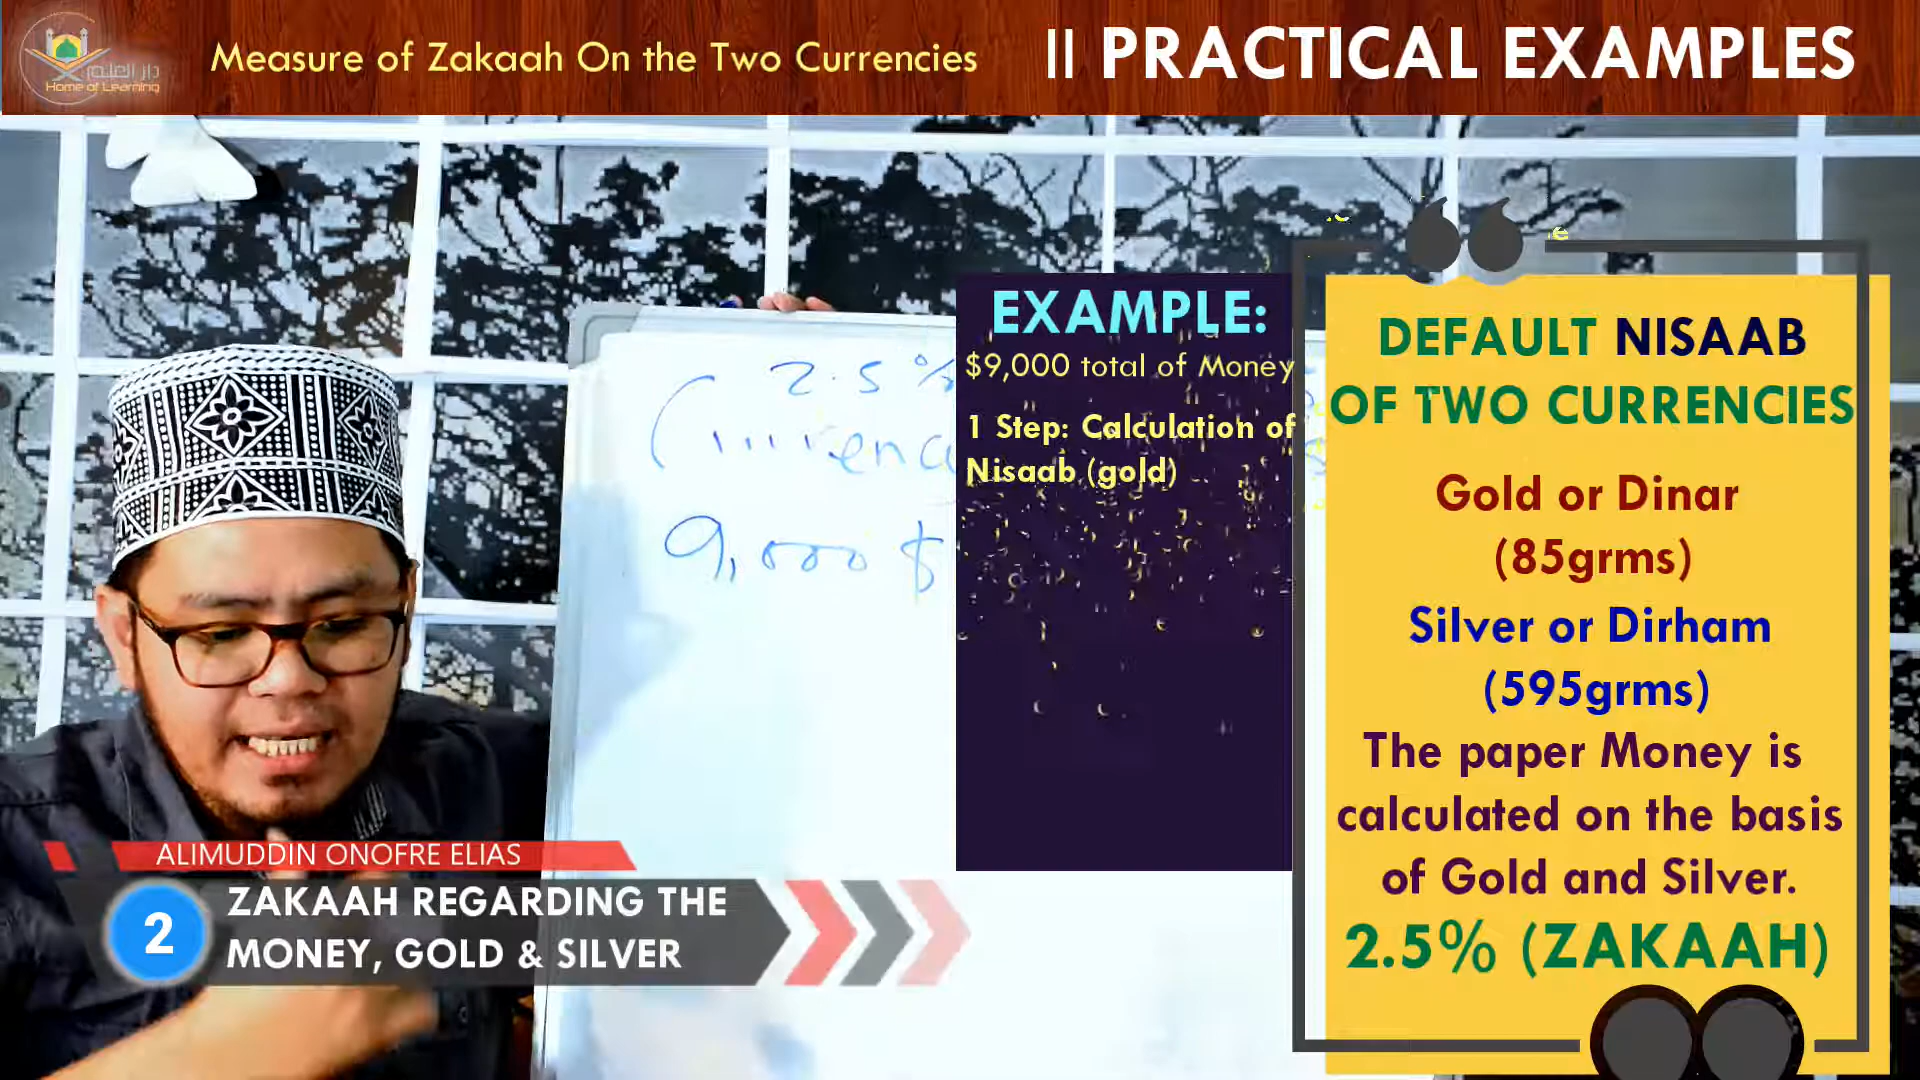 دار العلم
Home of Learning
Measure of Zakaah On the Two Currencies
II PRACTICAL EXAMPLES
2.5%
9,000 $
EXAMPLE:
$9,000 total of Money
1 Step: Calculation of
Nisaab (gold)
DEFAULT NISAAB
OF TWO CURRENCIES
Gold or Dinar
(85grms)
Silver or Dirham
(595grms)
The paper Money is
calculated on the basis
of Gold and Silver.
2.5% (ZAKAAH)
ALIMUDDIN ONOFRE ELIAS
2
ZAKAAH REGARDING THE
MONEY, GOLD & SILVER